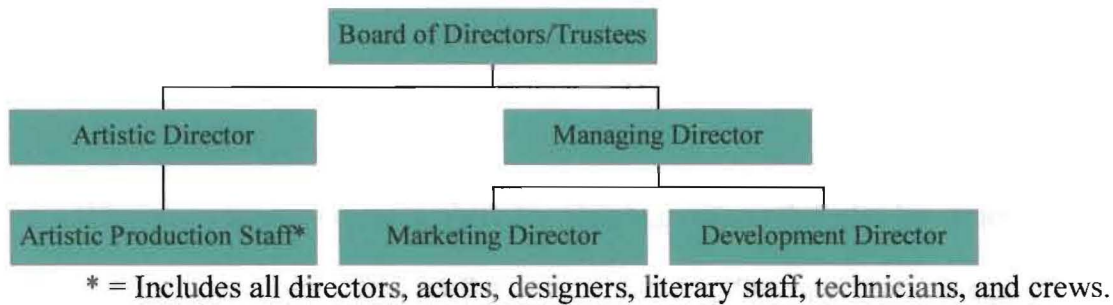 Board of Directors/Trustees
Artistic Director
Managing Director
Artistic Production Staff*
Marketing Director
Development Director
* = Includes all directors, actors, designers, literary staff, technicians, and crews.